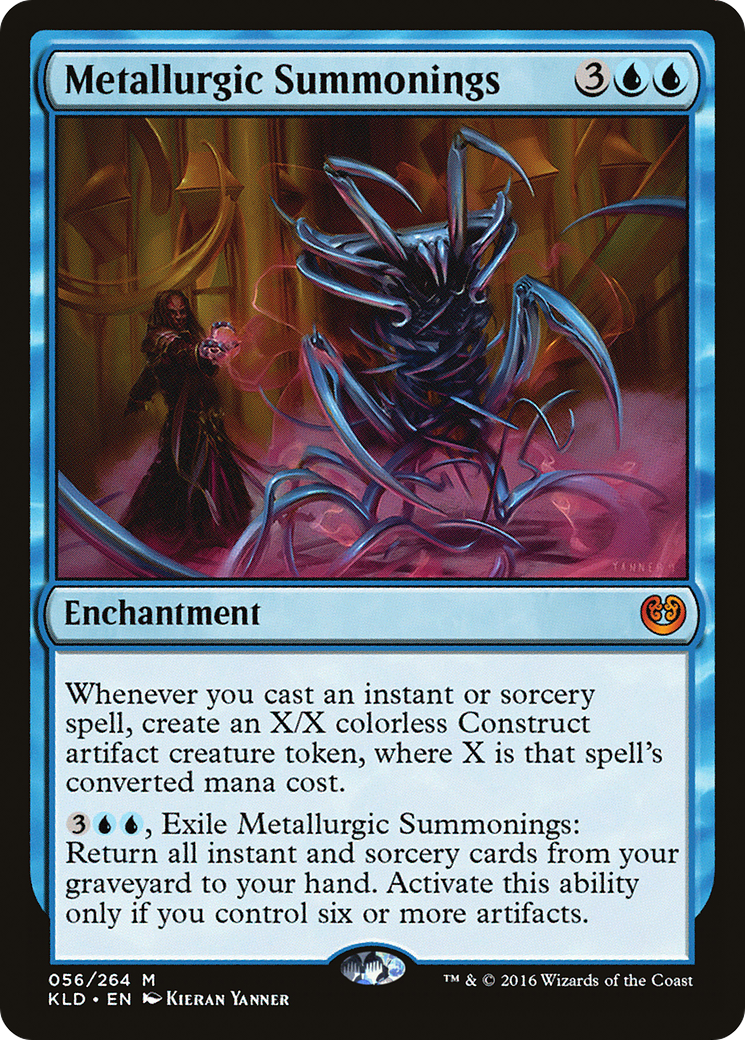 Metallurgic Summonings 3
YANNER
Enchantment
Whenever you cast an instant or sorcery
spell, create an X/X colorless Construct
artifact creature token, where X is that spell's
converted mana cost.
3, Exile Metallurgic Summonings:
Return all instant and sorcery cards from your
graveyard to your hand. Activate this ability
only if you control six or more artifacts.
056/264 M
™ & © 2016 Wizards of the Coast
KLD • EN Kieran Yanner